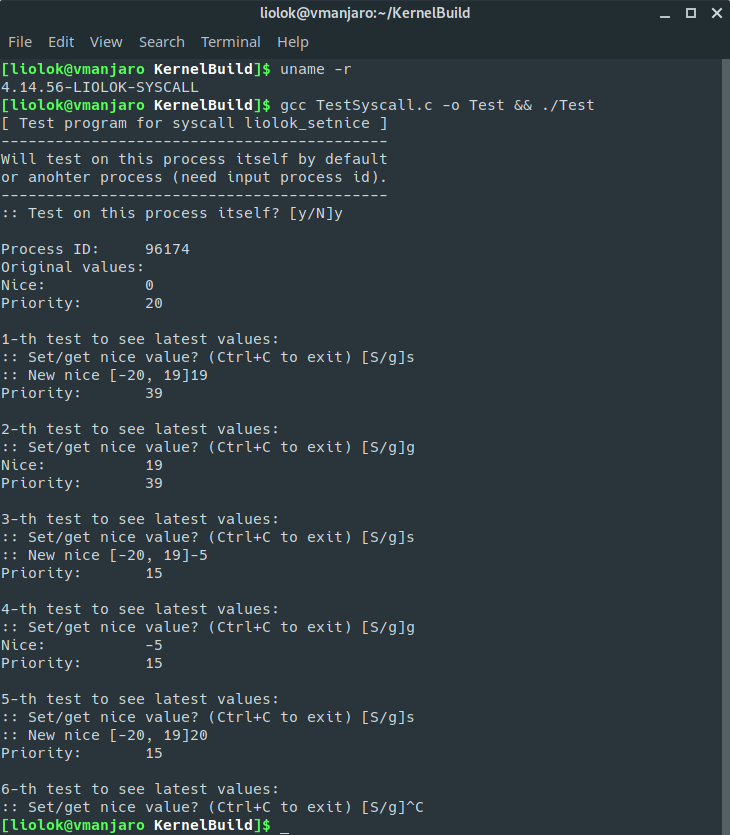 liolok@vmanjaro:~/KernelBuild
File Edit View Search Terminal Help
[liolok@vmanjaro KernelBuild]$ uname -r
4.14.56-LIOLOK-SYSCALL
[liolok@vmanjaro KernelBuild]$ gcc TestSyscall.c -o Test && ./Test
[ Test program for syscall liolok_setnice ]
-------------------------------------------
Will test on this process itself by default
or anohter process (need input process id).
-------------------------------------------
:: Test on this process itself? [y/N]y
Process ID: 96174
Original values:
Nice: 0
Priority: 20
1-th test to see latest values:
:: Set/get nice value? (Ctrl+C to exit) [S/g]s
:: New nice [-20, 19]19
Priority: 39
2-th test to see latest values:
:: Set/get nice value? (Ctrl+C to exit) [S/g]g
Nice: 19
Priority: 39
3-th test to see latest values:
:: Set/get nice value? (Ctrl+C to exit) [S/g]s
:: New nice [-20, 19]-5
Priority: 15
4-th test to see latest values:
:: Set/get nice value? (Ctrl+C to exit) [S/g]g
Nice: -5
Priority: 15
5-th test to see latest values:
:: Set/get nice value? (Ctrl+C to exit) [S/g]s
:: New nice [-20, 19]20
Priority: 15
6-th test to see latest values:
:: Set/get nice value? (Ctrl+C to exit) [S/g]^C
[liolok@vmanjaro KernelBuild]$ _